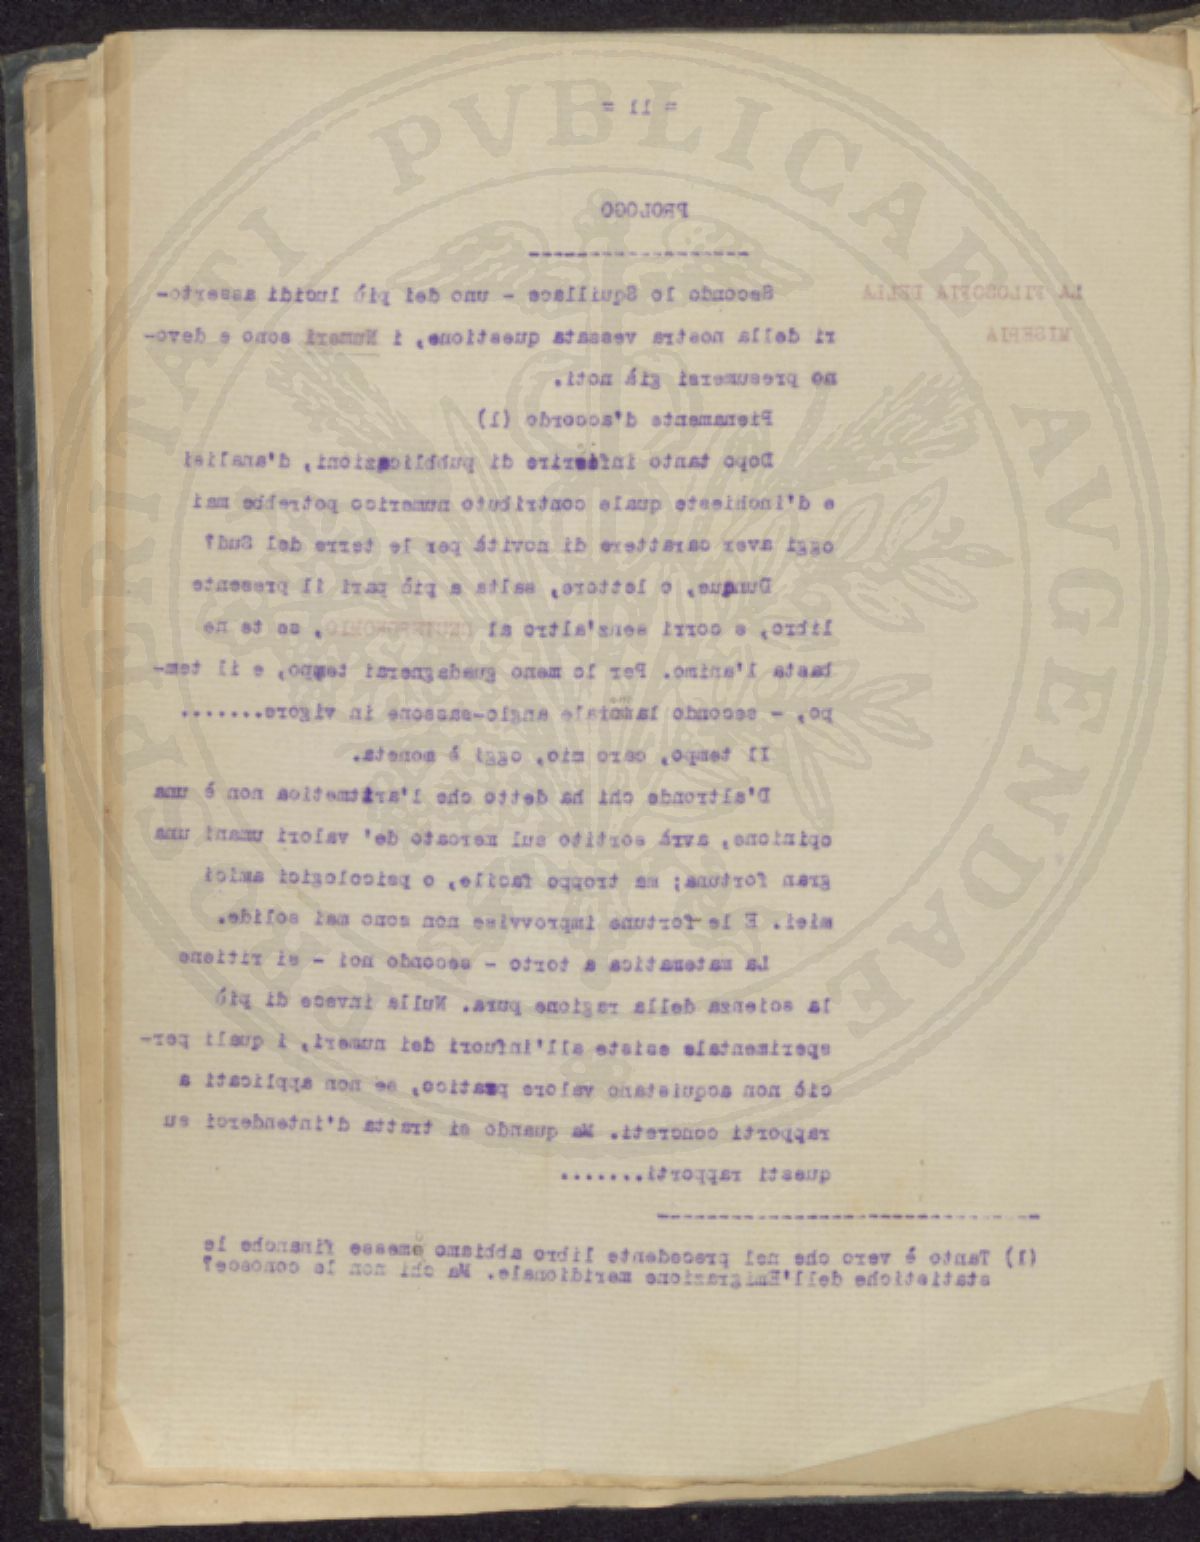 = 11 =
PROLOGO
LA FILOSOFIA DELLA
MISERIA
Secondo lo Squillace - uno dei più lucidi asserto-
ri della nostra vessata questione, i Numeri sono e devo-
no presumersi già noti.
Pienamente d'accordo (1)
Dopo tanto inferire di pubblicazioni, d'analisi
e d'inchieste quale contributo numerico potrebbe mai
oggi aver carattere di novità per le terre del Sud?
Dunque, o lettore, salta a piè pari il presente
libro, e corri senz'altro al DEUTERONOMIO, se te ne
basta l'animo. Per lo meno guadagnerai tempo, e il tem-
po, - secondo la morale anglo-sassone in vigore.......
Il tempo, caro mio, oggi è moneta.
D'altronde chi ha detto che l'aritmetica non è una
opinione, avrà sortito sul mercato de' valori umani una
gran fortuna; ma troppo facile, o psicologici amici
miei. E le fortune improvvise non sono mai solide.
La matematica a torto - secondo noi - si ritiene
la scienza della ragione pura. Nulla invece di più
sperimentale esiste all'infuori dei numeri, i quali per-
ciò non acquistano valore pratico, se non applicati a
rapporti concreti. Ma quando si tratta d'intenderci su
questi rapporti.......
(1) Tanto è vero che nel precedente libro abbiamo omesse finanche le
statistiche dell'Emigrazione meridionale. Ma chi non le conosce?
PROSPERITATI PVBLICAE AVGENDAE